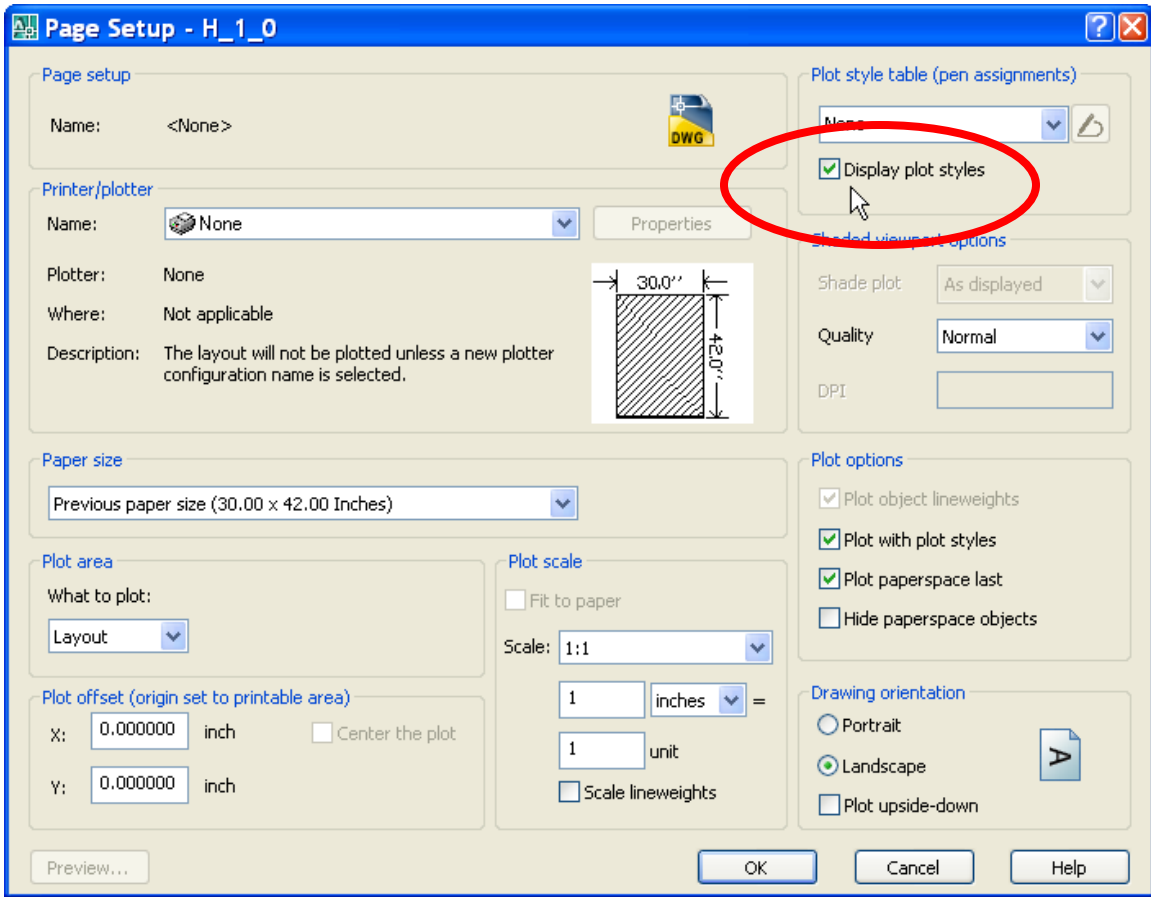 Page Setup - H_1_0
Page setup
Name: <None>
DWG
Printer/plotter
Name: None
Properties
Plotter: None
Where: Not applicable
Description: The layout will not be plotted unless a new plotter
configuration name is selected.
30.0''
42.0''
Paper size
Previous paper size (30.00 x 42.00 Inches)
Plot area
What to plot:
Layout
Plot offset (origin set to printable area)
X: 0.000000 inch
Center the plot
Y: 0.000000 inch
Plot scale
Fit to paper
Scale: 1:1
1 inches =
1 unit
Scale lineweights
Plot style table (pen assignments)
None
Display plot styles
Shaded viewport options
Shade plot As displayed
Quality Normal
DPI
Plot options
Plot object lineweights
Plot with plot styles
Plot paperspace last
Hide paperspace objects
Drawing orientation
Portrait
Landscape
A
Plot upside-down
Preview...
OK
Cancel
Help